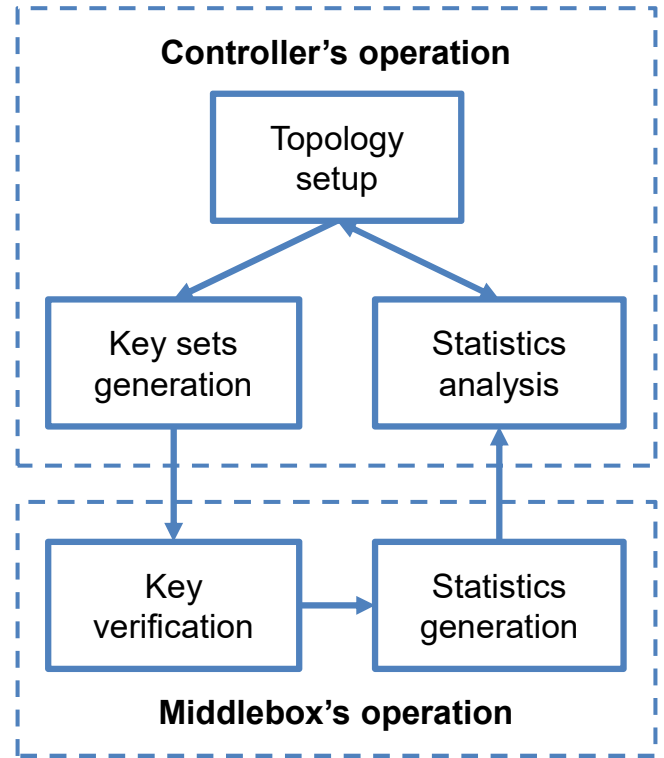 Controller’s operation
Topology
setup
Key sets
generation
Statistics
analysis
Key
verification
Statistics
generation
Middlebox’s operation